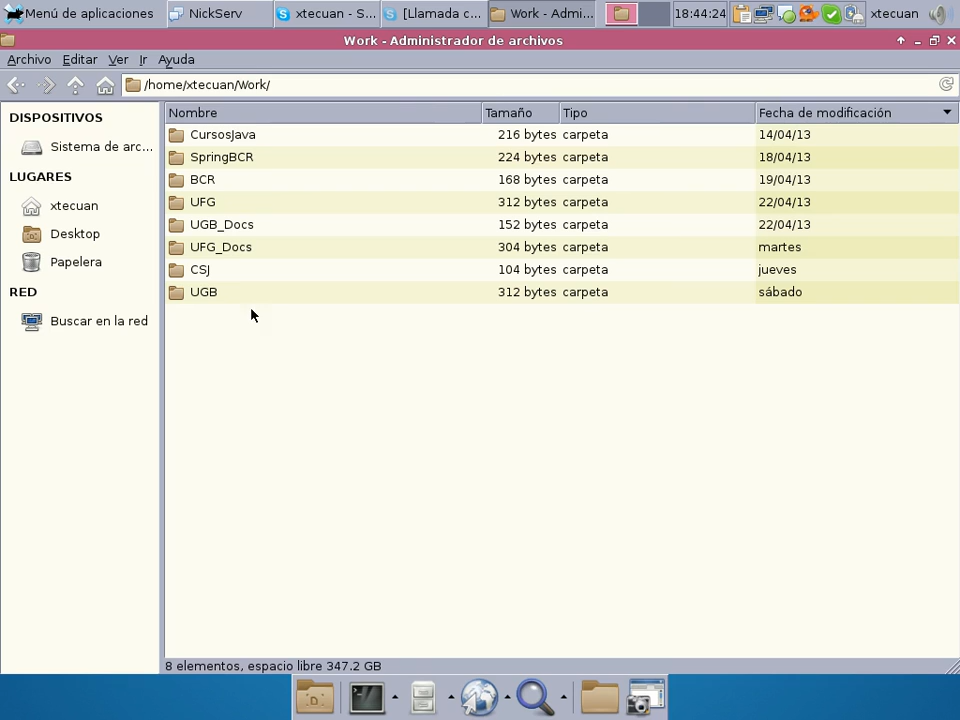 Menú de aplicaciones NickServ xtecuan - S... [Llamada c... Work - Admi... 18:44:24 xtecuan
Work - Administrador de archivos
Archivo Editar Ver Ir Ayuda
/home/xtecuan/Work/
DISPOSITIVOS
Sistema de arc...
LUGARES
xtecuan
Desktop
Papelera
RED
Buscar en la red
Nombre Tamaño Tipo Fecha de modificación
CursosJava 216 bytes carpeta 14/04/13
SpringBCR 224 bytes carpeta 18/04/13
BCR 168 bytes carpeta 19/04/13
UFG 312 bytes carpeta 22/04/13
UGB_Docs 152 bytes carpeta 22/04/13
UFG_Docs 304 bytes carpeta martes
CSJ 104 bytes carpeta jueves
UGB 312 bytes carpeta sábado
8 elementos, espacio libre 347.2 GB